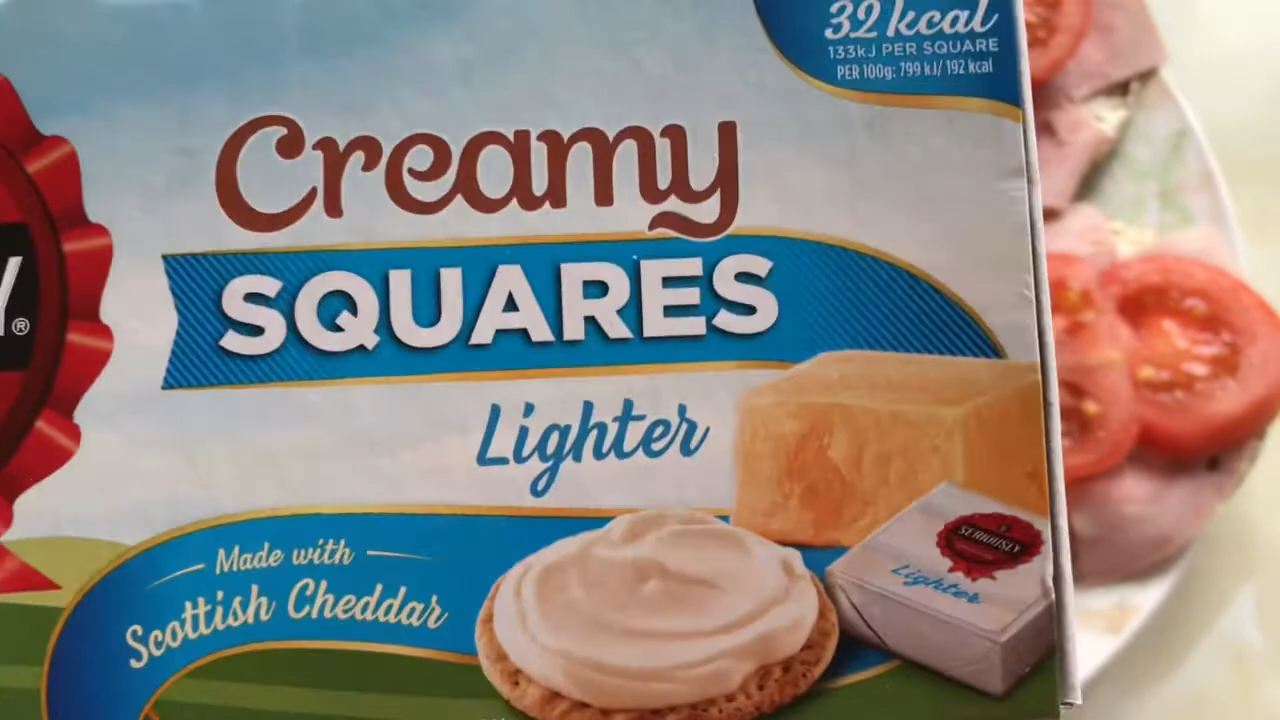 32 kcal
133kJ PER SQUARE
PER 100g: 799 kJ/ 192 kcal
Creamy
SQUARES
Lighter
Y®
Made with
Scottish Cheddar
SERIOUSLY
Lighter